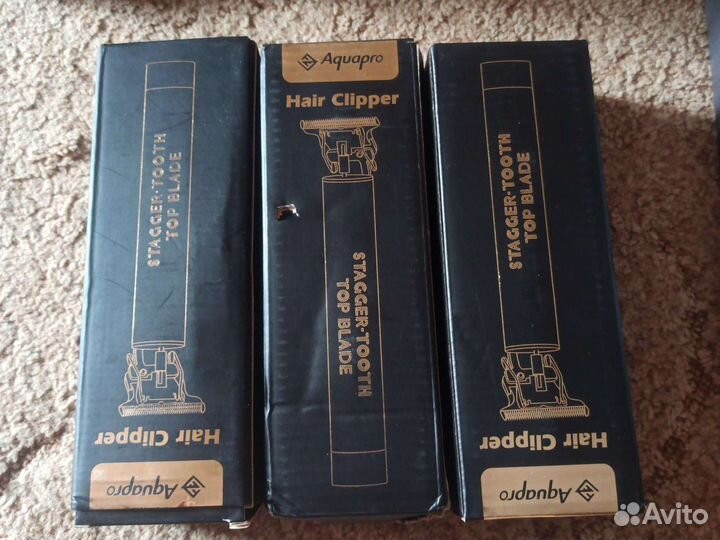 STAGGER-TOOTH
TOP BLADE
Hair Clipper
Aquapro
Aquapro
Hair Clipper
STAGGER-TOOTH
TOP BLADE
STAGGER-TOOTH
TOP BLADE
Hair Clipper
Aquapro
Avito